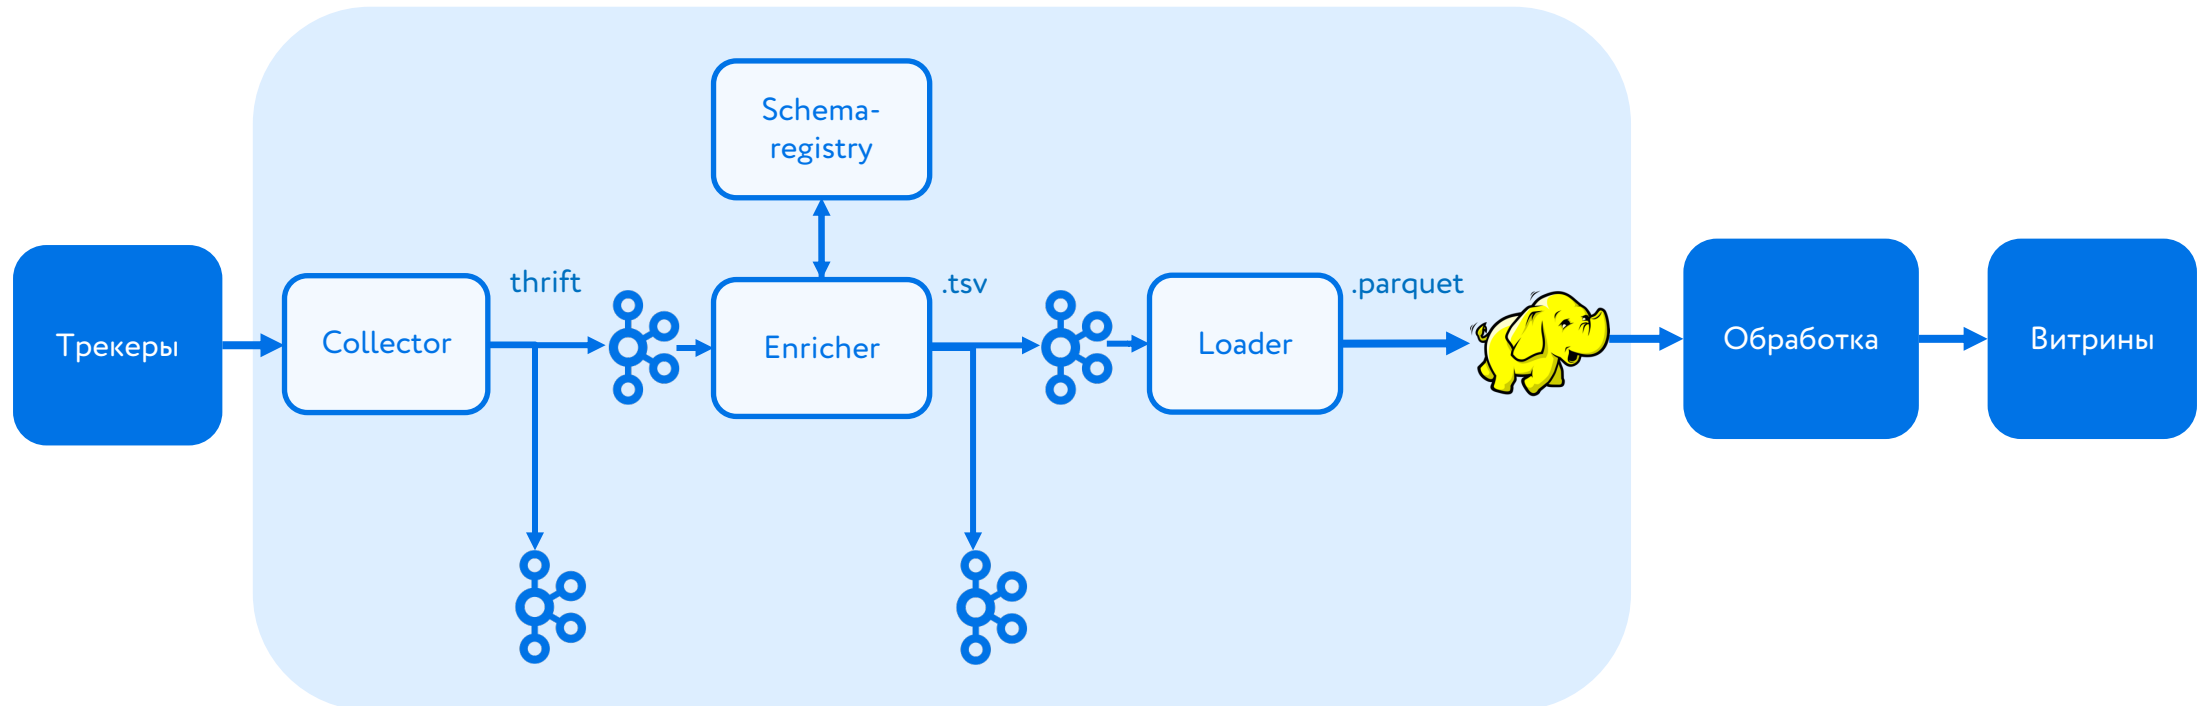 Schema-
registry
thrift
.tsv
.parquet
Трекеры
Collector
Enricher
Loader
Обработка
Витрины